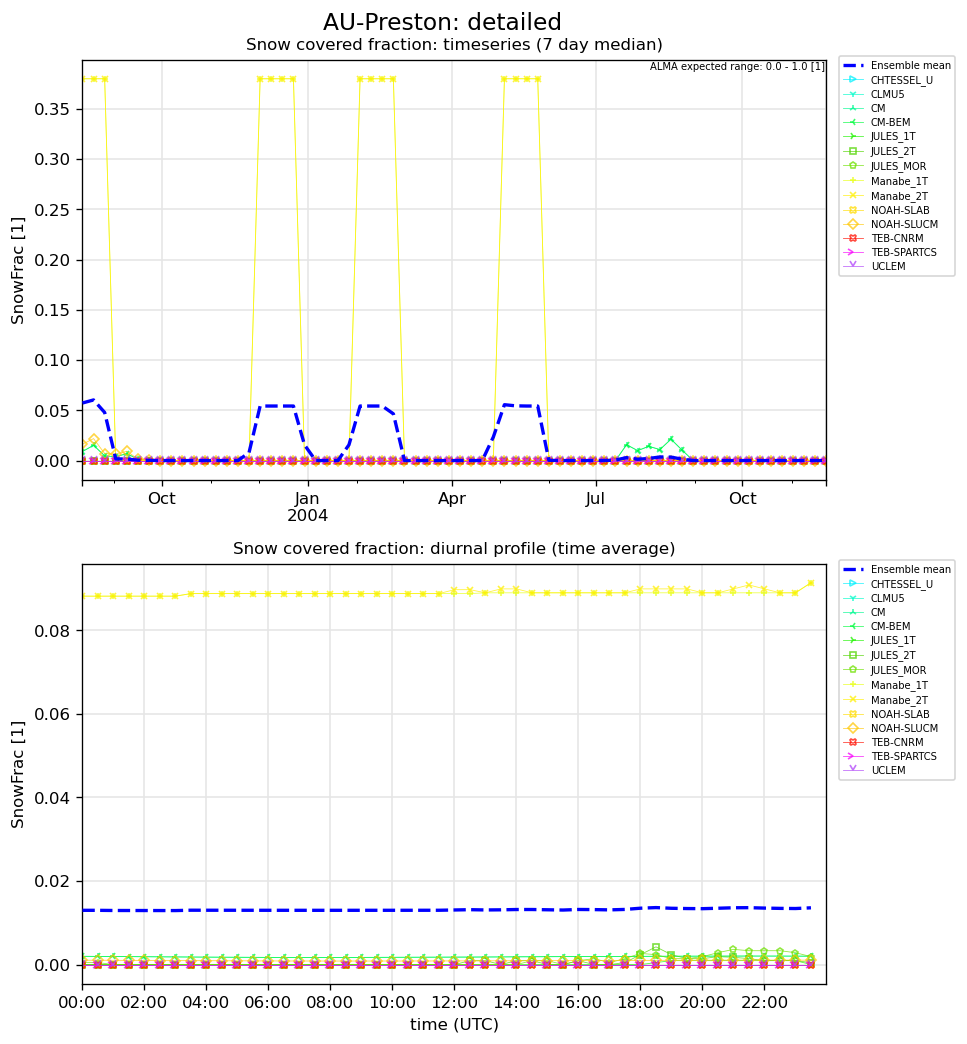 AU-Preston: detailed
Snow covered fraction: timeseries (7 day median)
ALMA expected range: 0.0 - 1.0 [1]
SnowFrac [1]
0.35
0.30
0.25
0.20
0.15
0.10
0.05
0.00
Oct
Jan
2004
Apr
Jul
Oct
Ensemble mean
CHTESSEL_U
CLMU5
CM
CM-BEM
JULES_1T
JULES_2T
JULES_MOR
Manabe_1T
Manabe_2T
NOAH-SLAB
NOAH-SLUCM
TEB-CNRM
TEB-SPARTCS
UCLEM
Snow covered fraction: diurnal profile (time average)
SnowFrac [1]
0.08
0.06
0.04
0.02
0.00
00:00
02:00
04:00
06:00
08:00
10:00
12:00
14:00
16:00
18:00
20:00
22:00
time (UTC)
Ensemble mean
CHTESSEL_U
CLMU5
CM
CM-BEM
JULES_1T
JULES_2T
JULES_MOR
Manabe_1T
Manabe_2T
NOAH-SLAB
NOAH-SLUCM
TEB-CNRM
TEB-SPARTCS
UCLEM